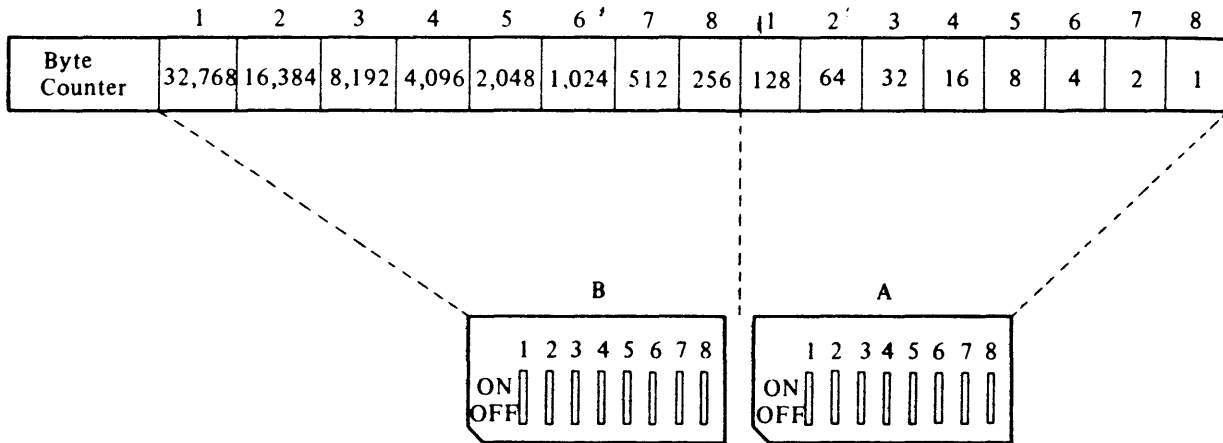 1 2 3 4 5 6 7 8 1 2 3 4 5 6 7 8
Byte Counter 32,768 16,384 8,192 4,096 2,048 1,024 512 256 128 64 32 16 8 4 2 1
B A
1 2 3 4 5 6 7 8 1 2 3 4 5 6 7 8
ON ON
OFF OFF